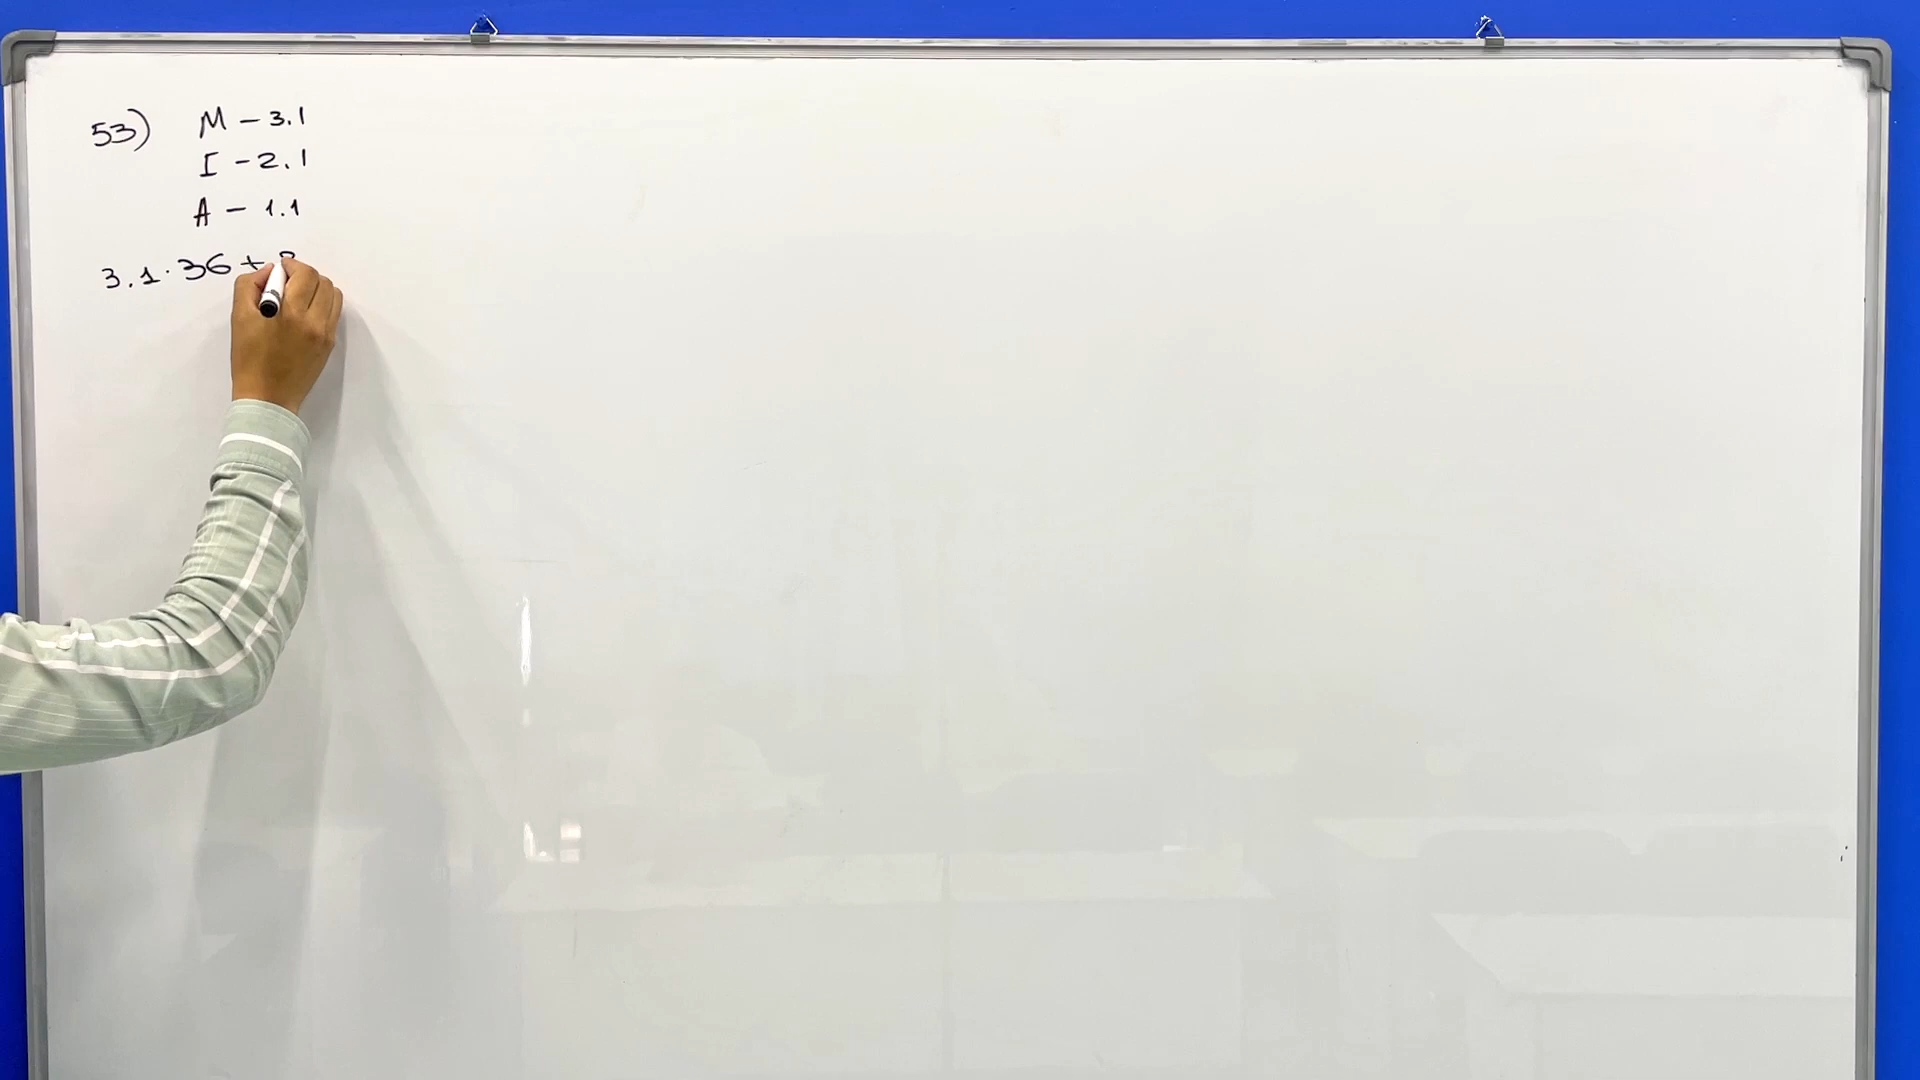 53) M - 3.1
I - 2.1
A - 1.1
3.1 · 36 +